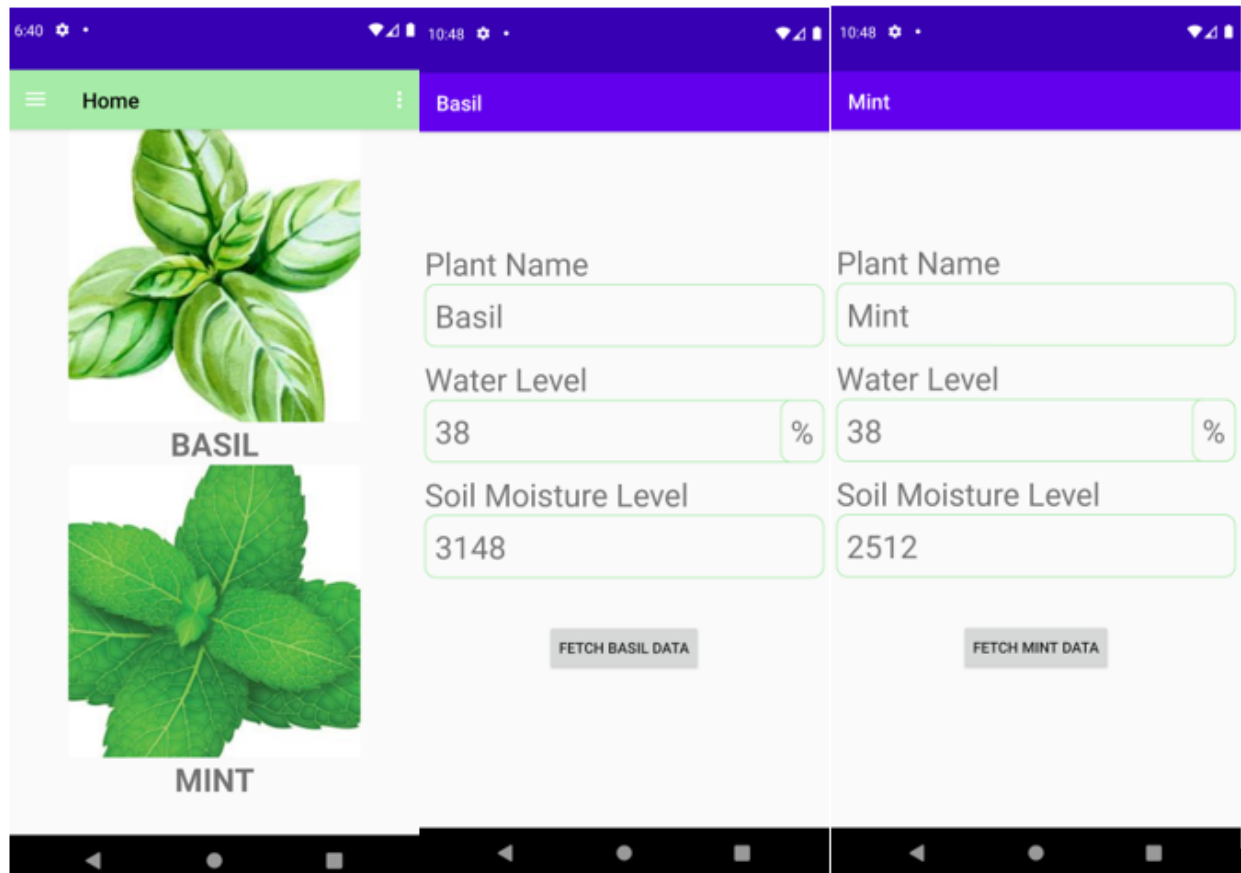 6:40
Home
BASIL
MINT
10:48
Basil
Plant Name
Basil
Water Level
38 %
Soil Moisture Level
3148
FETCH BASIL DATA
10:48
Mint
Plant Name
Mint
Water Level
38 %
Soil Moisture Level
2512
FETCH MINT DATA